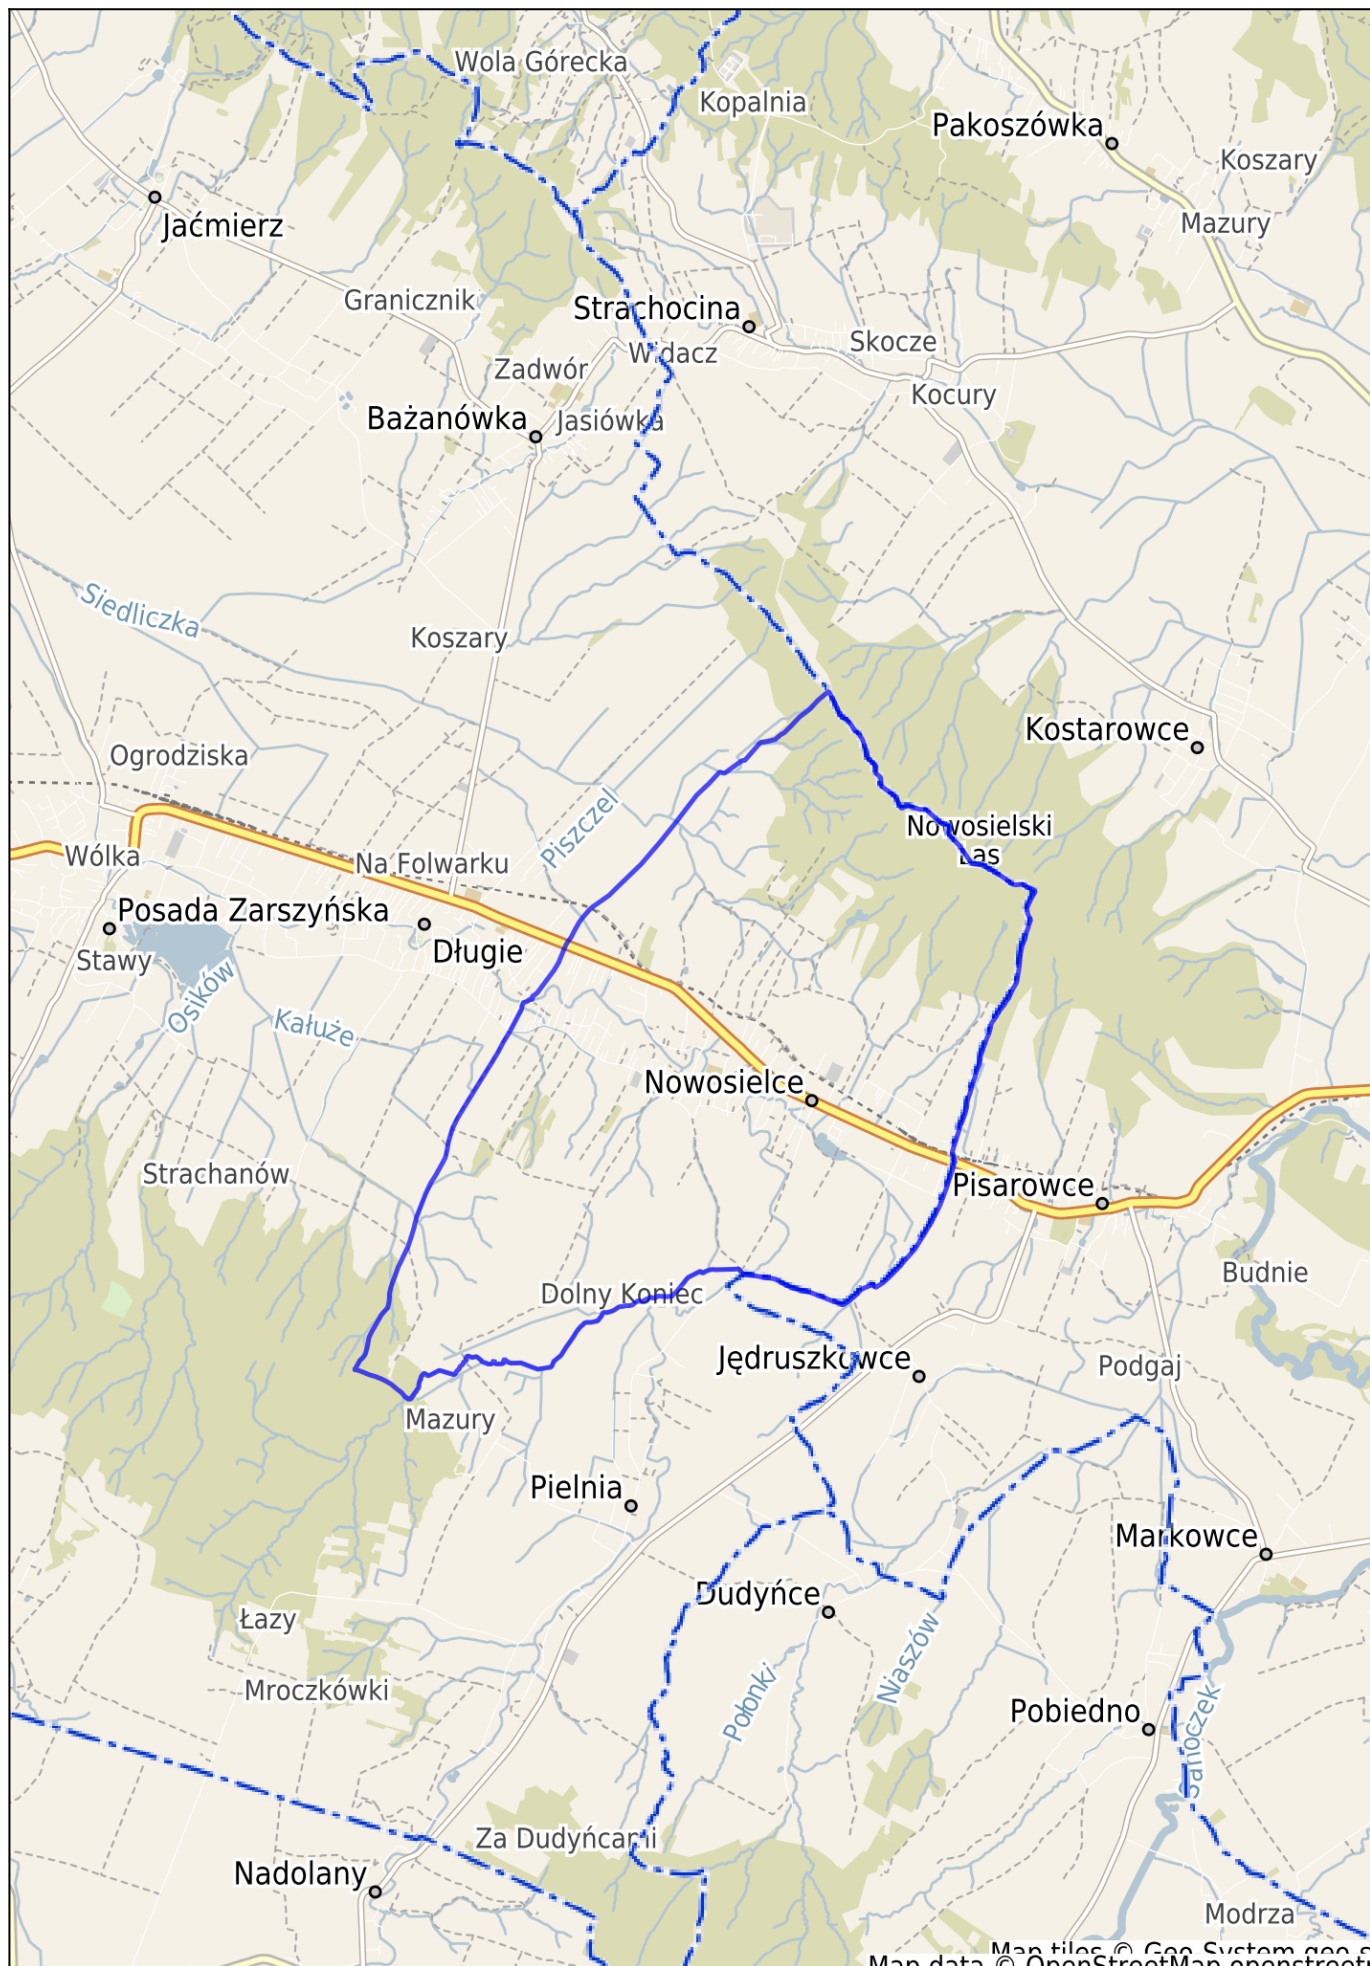 Wola Górecka
Kopalnia
Pakoszówka
Koszary
Mazury
Jaćmierz
Granicznik
Strachocina
Widacz
Skocze
Zadwór
Kocury
Bażanówka
Jasiówka
Siedliczka
Koszary
Kostarowce
Ogrodziska
Piszczel
Nowosielski
Las
Wólka
Na Folwarku
Posada Zarszyńska
Długie
Stawy
Osików
Kałuże
Nowosielce
Strachanów
Pisarowce
Budnie
Dolny Koniec
Jędruszkowce
Podgaj
Mazury
Pielnia
Markowce
Dudyńce
Łazy
Niaszów
Mroczkówki
Połonki
Pobiedno
Sanoczek
Za Dudyńcami
Nadolany
Modrza
Map tiles © Geo-System geo-s
Map data © OpenStreetMap openstreet